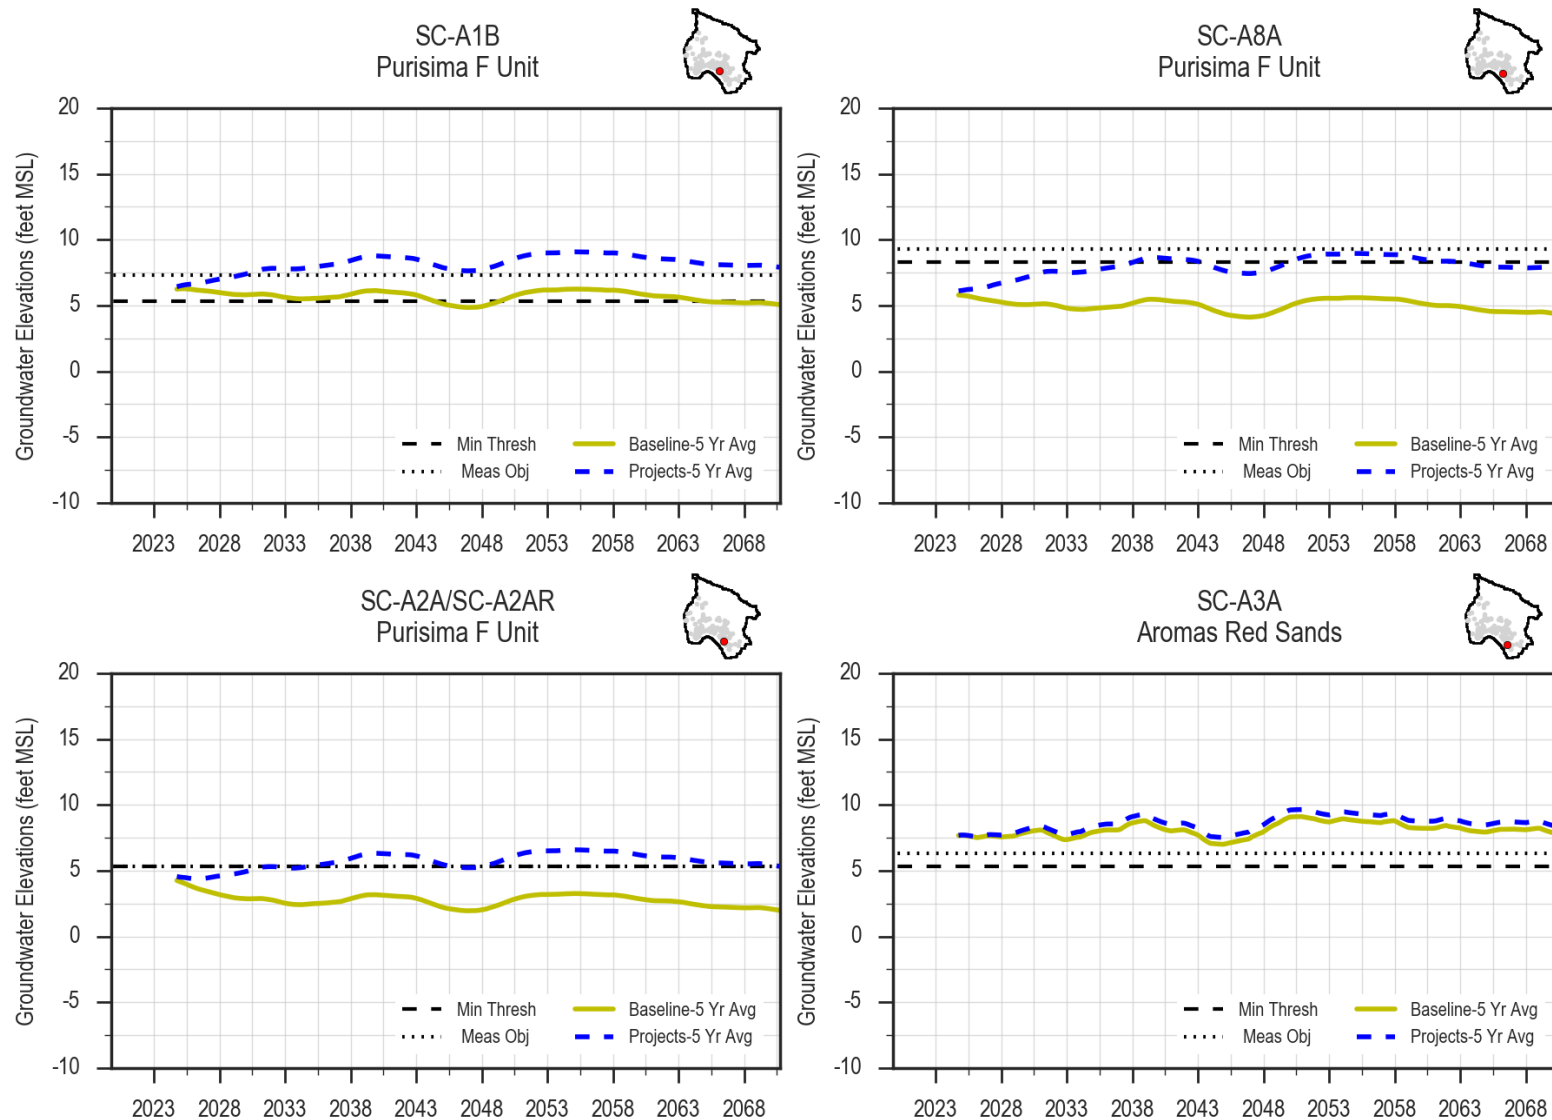 SC-A1B
Purisima F Unit
Groundwater Elevations (feet MSL)
20
15
10
5
0
-5
-10
Min Thresh
Meas Obj
Baseline-5 Yr Avg
Projects-5 Yr Avg
2023 2028 2033 2038 2043 2048 2053 2058 2063 2068
SC-A8A
Purisima F Unit
Groundwater Elevations (feet MSL)
20
15
10
5
0
-5
-10
Min Thresh
Meas Obj
Baseline-5 Yr Avg
Projects-5 Yr Avg
2023 2028 2033 2038 2043 2048 2053 2058 2063 2068
SC-A2A/SC-A2AR
Purisima F Unit
Groundwater Elevations (feet MSL)
20
15
10
5
0
-5
-10
Min Thresh
Meas Obj
Baseline-5 Yr Avg
Projects-5 Yr Avg
2023 2028 2033 2038 2043 2048 2053 2058 2063 2068
SC-A3A
Aromas Red Sands
Groundwater Elevations (feet MSL)
20
15
10
5
0
-5
-10
Min Thresh
Meas Obj
Baseline-5 Yr Avg
Projects-5 Yr Avg
2023 2028 2033 2038 2043 2048 2053 2058 2063 2068